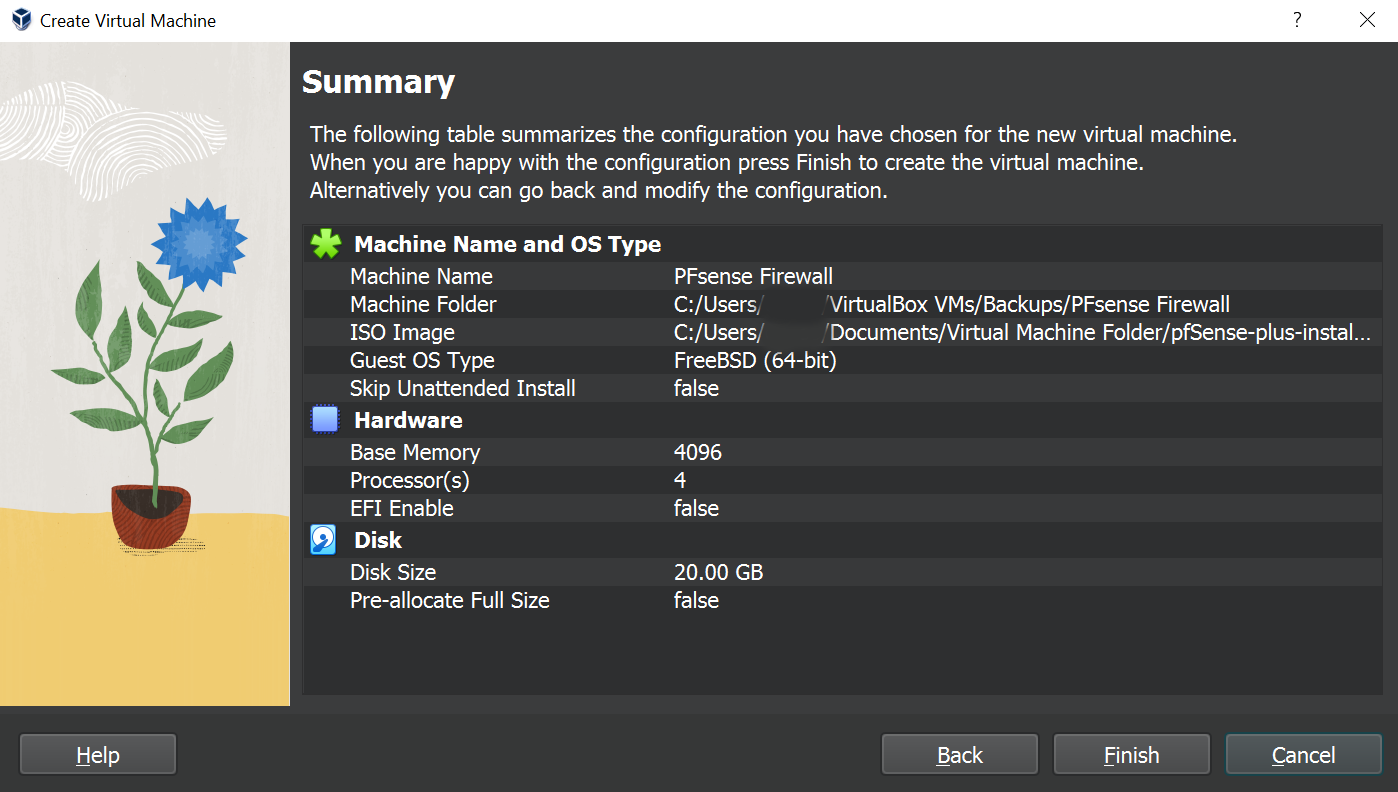 Create Virtual Machine
?
Summary
The following table summarizes the configuration you have chosen for the new virtual machine.
When you are happy with the configuration press Finish to create the virtual machine.
Alternatively you can go back and modify the configuration.
Machine Name and OS Type
Machine Name PFsense Firewall
Machine Folder C:/Users/ /VirtualBox VMs/Backups/PFsense Firewall
ISO Image C:/Users/ /Documents/Virtual Machine Folder/pfSense-plus-instal...
Guest OS Type FreeBSD (64-bit)
Skip Unattended Install false
Hardware
Base Memory 4096
Processor(s) 4
EFI Enable false
Disk
Disk Size 20.00 GB
Pre-allocate Full Size false
Help Back Finish Cancel